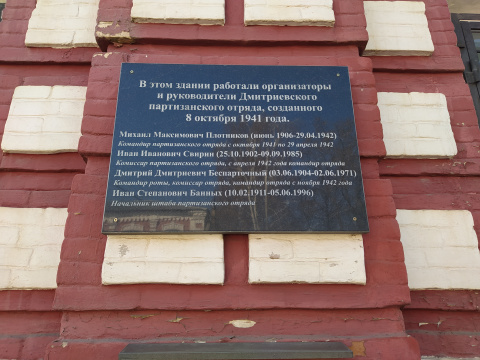 В этом здании работали организаторы
и руководители Дмитриевского
партизанского отряда, созданного
8 октября 1941 года.
Михаил Максимович Плотников (июнь 1906-29.04.1942)
Командир партизанского отряда с октября 1941 по 29 апреля 1942
Иван Иванович Свирин (25.10.1902-09.09.1985)
Комиссар партизанского отряда, с апреля 1942 года командир отряда
Дмитрий Дмитриевич Беспарточный (03.06.1904-02.06.1971)
Командир роты, комиссар отряда, командир отряда с ноября 1942 года
Иван Степанович Банных (10.02.1911-05.06.1996)
Начальник штаба партизанского отряда